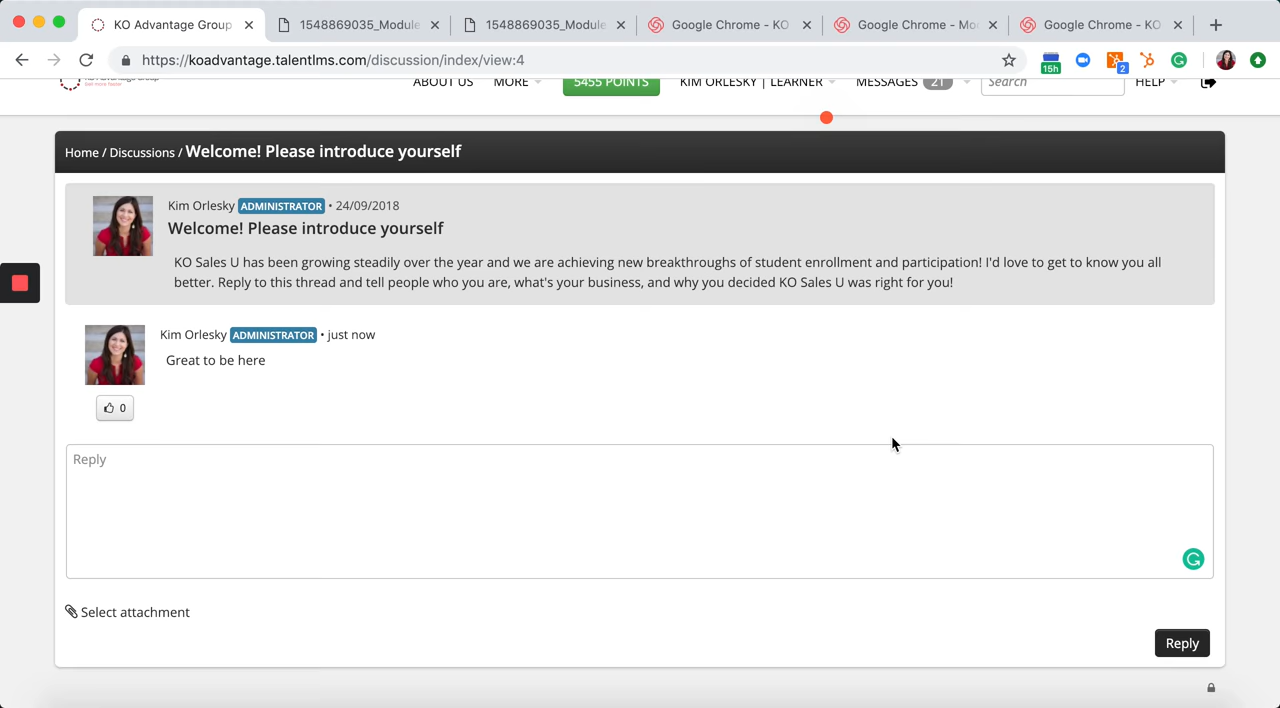 KO Advantage Group
1548869035_Module
1548869035_Module
Google Chrome - KO
Google Chrome - Mo
Google Chrome - KO
https://koadvantage.talentlms.com/discussion/index/view:4
15h
2
ABOUT US
MORE
5455 POINTS
KIM ORLESKY | LEARNER
MESSAGES
21
Search
HELP
Home / Discussions / Welcome! Please introduce yourself
Kim Orlesky ADMINISTRATOR • 24/09/2018
Welcome! Please introduce yourself
KO Sales U has been growing steadily over the year and we are achieving new breakthroughs of student enrollment and participation! I'd love to get to know you all
better. Reply to this thread and tell people who you are, what's your business, and why you decided KO Sales U was right for you!
Kim Orlesky ADMINISTRATOR • just now
Great to be here
0
Reply
Select attachment
Reply